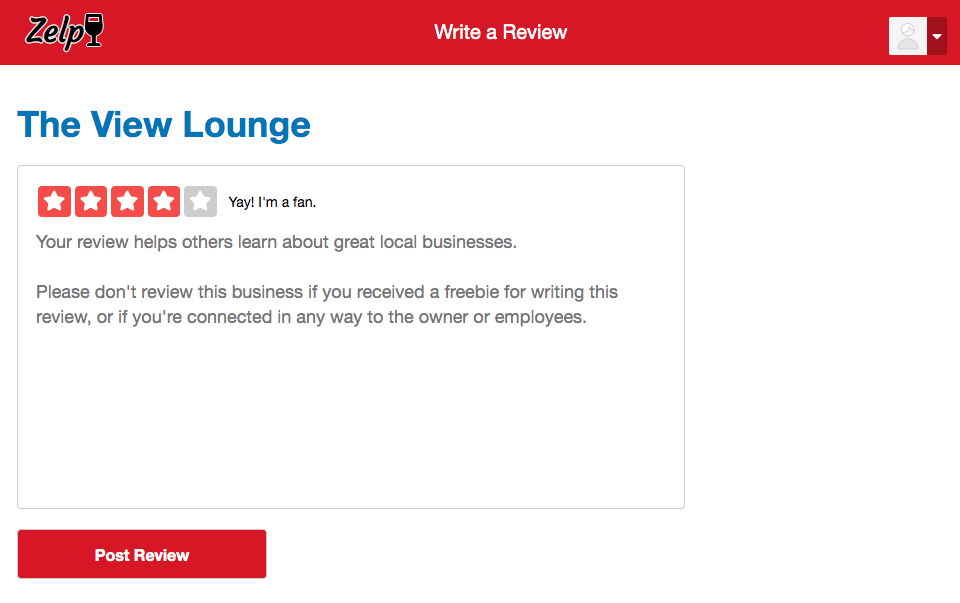 Zelp
Write a Review
The View Lounge
Yay! I'm a fan.
Your review helps others learn about great local businesses.
Please don't review this business if you received a freebie for writing this
review, or if you're connected in any way to the owner or employees.
Post Review